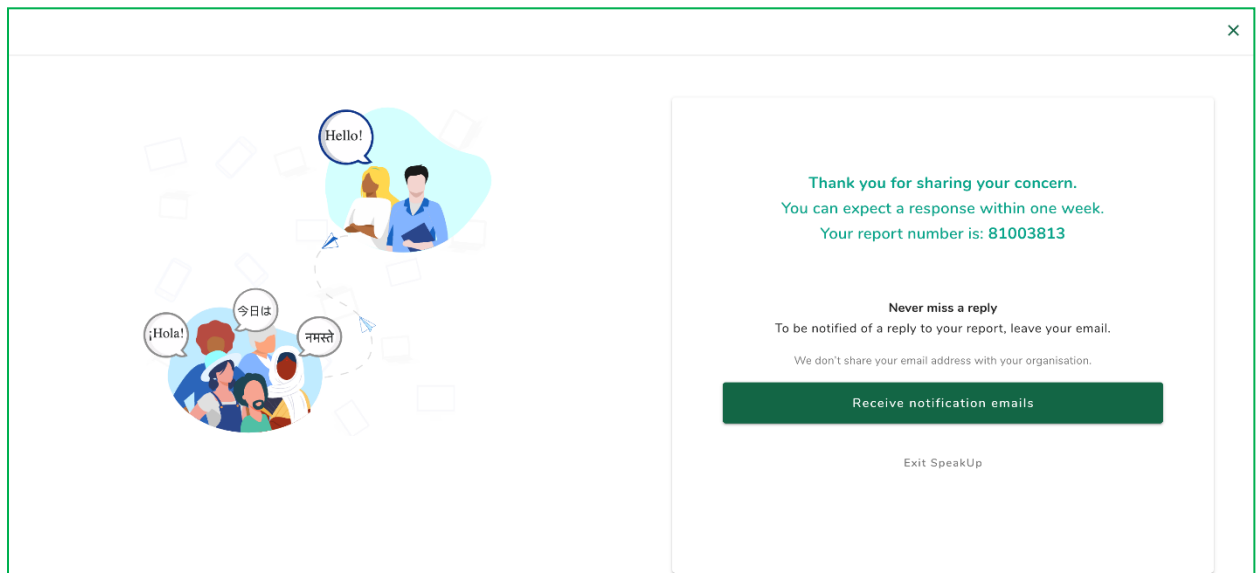 Hello!
¡Hola!
今日は
नमस्ते
Thank you for sharing your concern.
You can expect a response within one week.
Your report number is: 81003813
Never miss a reply
To be notified of a reply to your report, leave your email.
We don't share your email address with your organisation.
Receive notification emails
Exit SpeakUp